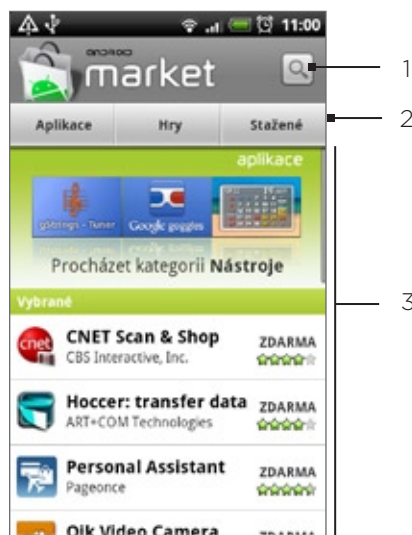 11:00
ANDROID
market
1
Aplikace Hry Stažené
2
aplikace
gStrings - Tuner Google goggles
Procházet kategorii Nástroje
3
Vybrané
CNET Scan & Shop ZDARMA
cnet
CBS Interactive, Inc.
Hoccer: transfer data ZDARMA
ART+COM Technologies
Personal Assistant ZDARMA
Pageonce
Qik Video Camera ZDARMA